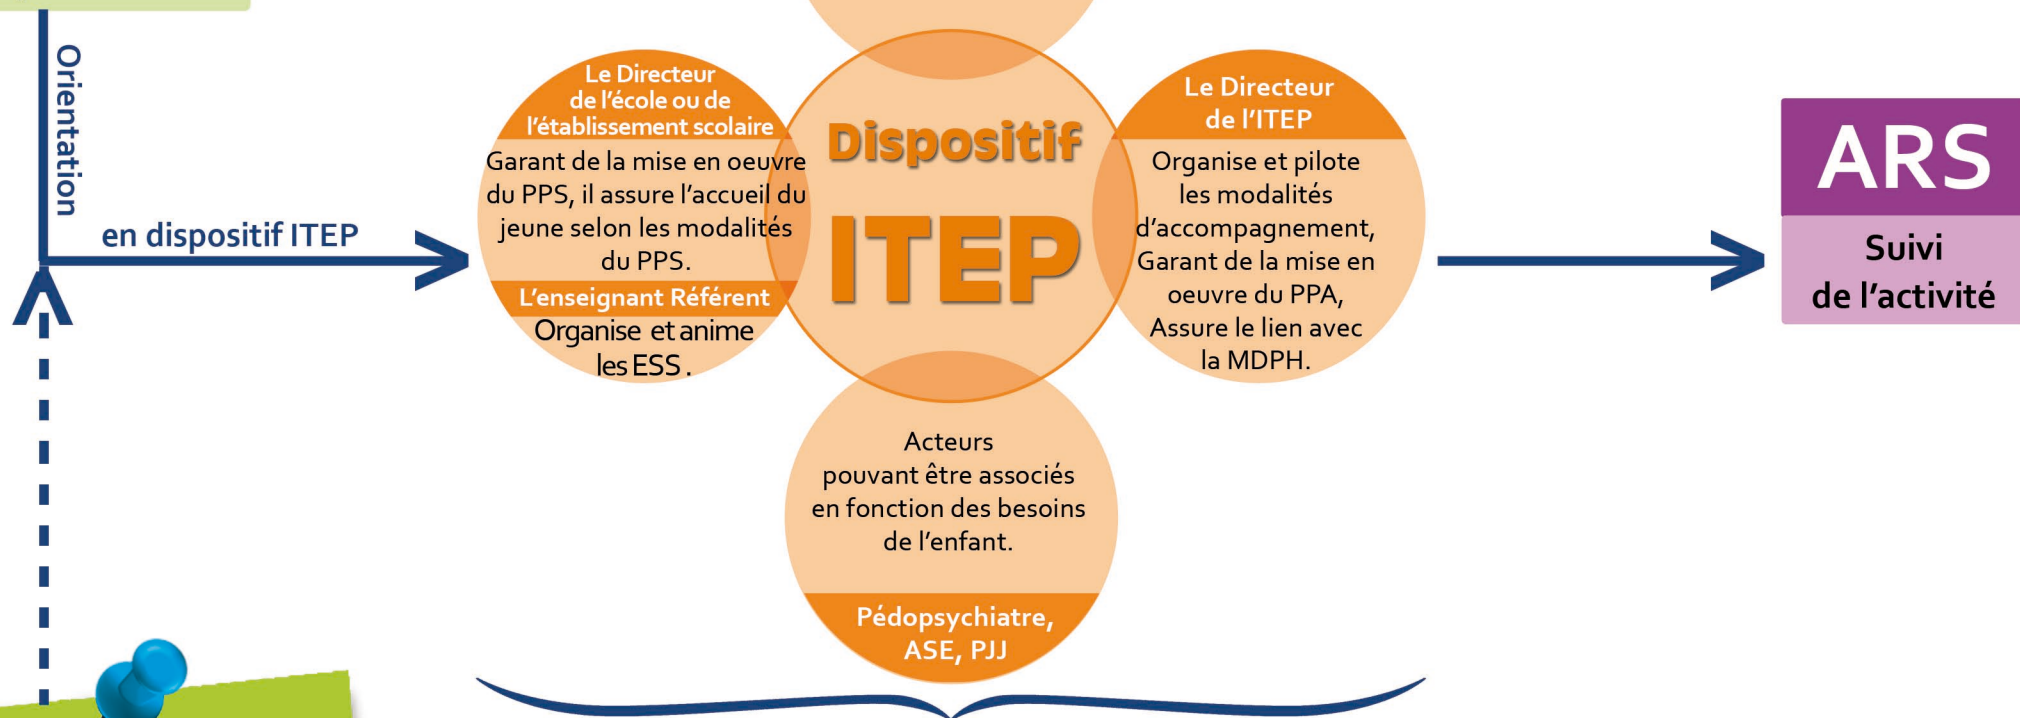 Orientation
en dispositif ITEP
Le Directeur
de l'école ou de
l'établissement scolaire
Garant de la mise en oeuvre
du PPS, il assure l'accueil du
jeune selon les modalités
du PPS.
L'enseignant Référent
Organise et anime
les ESS .
Dispositif
ITEP
Le Directeur
de l'ITEP
Organise et pilote
les modalités
d'accompagnement,
Garant de la mise en
oeuvre du PPA,
Assure le lien avec
la MDPH.
Acteurs
pouvant être associés
en fonction des besoins
de l'enfant.
Pédopsychiatre,
ASE, PJJ
ARS
Suivi
de l'activité